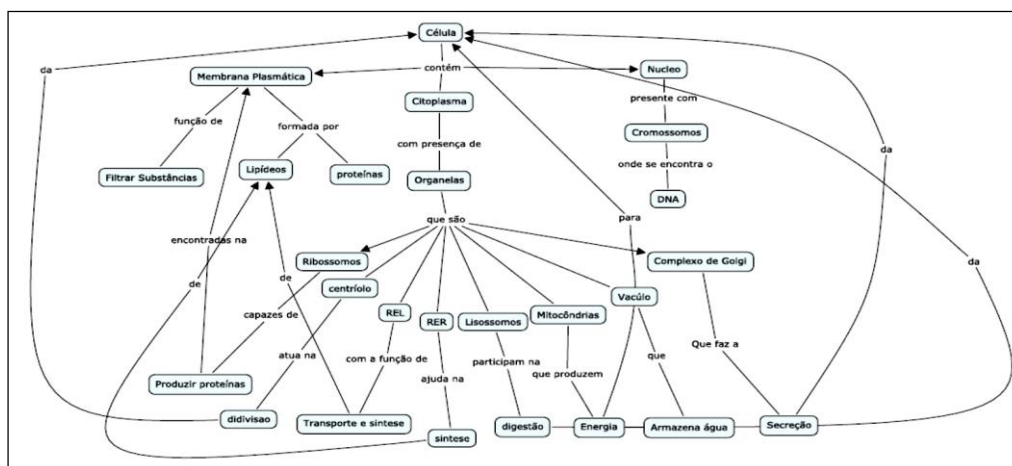 Célula
da
contém
Membrana Plasmática
Nucleo
Citoplasma
presente com
função de
formada por
Cromossomos
com presença de
da
onde se encontra o
Filtrar Substâncias
Lipídeos
proteínas
Organelas
DNA
que são
para
encontradas na
Ribossomos
Complexo de Golgi
da
de
de
centríolo
Vacúlo
capazes de
REL
RER
Lisossomos
Mitocôndrias
atua na
com a função de
participam na
que
Que faz a
ajuda na
que produzem
Produzir proteínas
didivisao
Transporte e sintese
sintese
digestão
Energia
Armazena água
Secreção